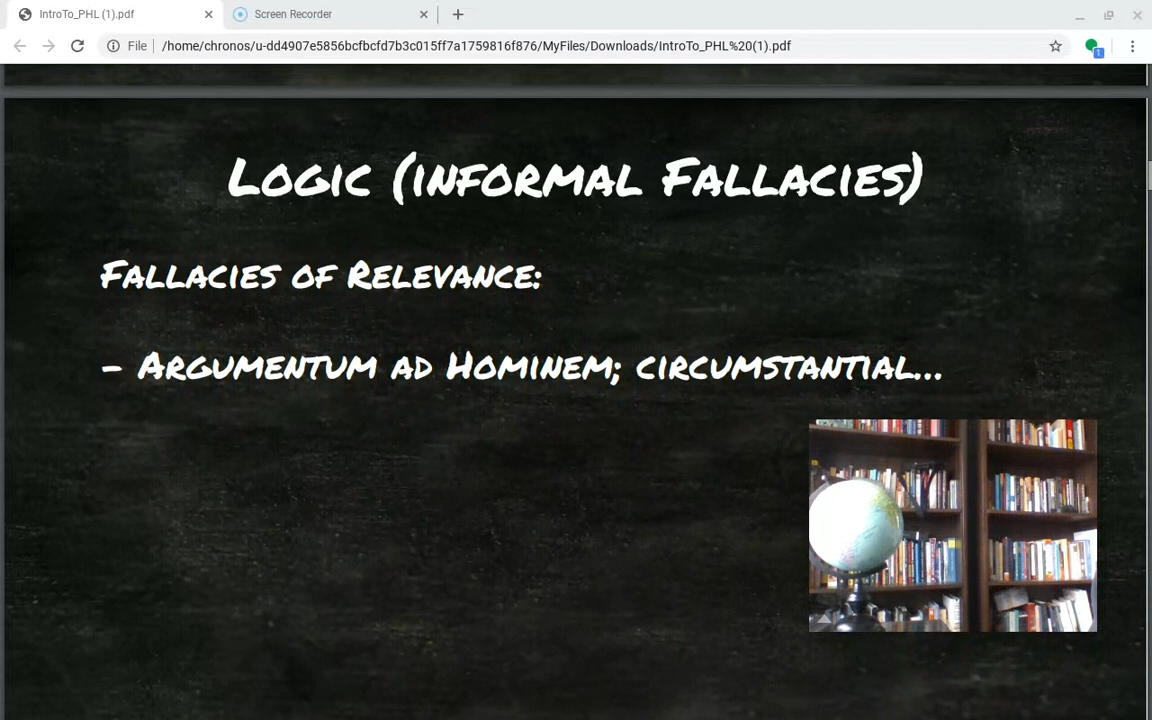 IntroTo_PHL (1).pdf
Screen Recorder
File
/home/chronos/u-dd4907e5856bcfbcfd7b3c015ff7a1759816f876/MyFiles/Downloads/IntroTo_PHL%20(1).pdf
1
Logic (informal Fallacies)
Fallacies of Relevance:
- Argumentum ad Hominem; circumstantial...